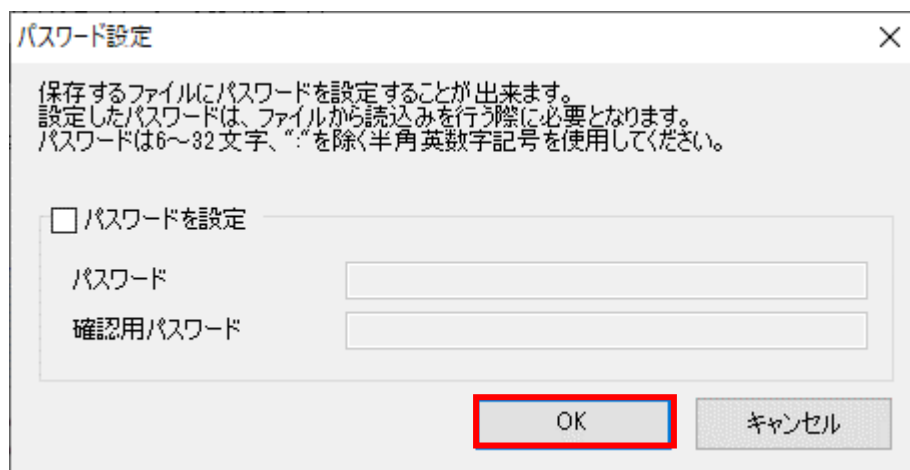 パスワード設定
保存するファイルにパスワードを設定することが出来ます。
設定したパスワードは、ファイルから読込みを行う際に必要となります。
パスワードは6～32文字、":"を除く半角英数字記号を使用してください。
パスワードを設定
パスワード
確認用パスワード
OK
キャンセル